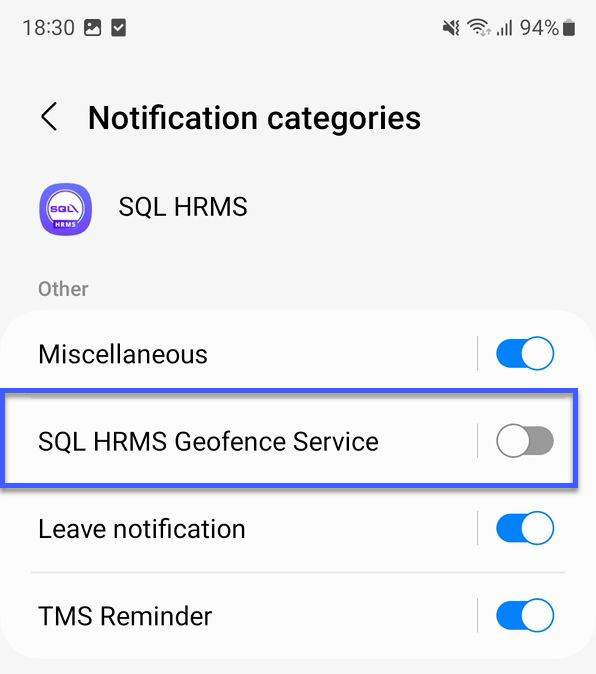 18:30 94%
Notification categories
SQL
HRMS
SQL HRMS
Other
Miscellaneous
SQL HRMS Geofence Service
Leave notification
TMS Reminder